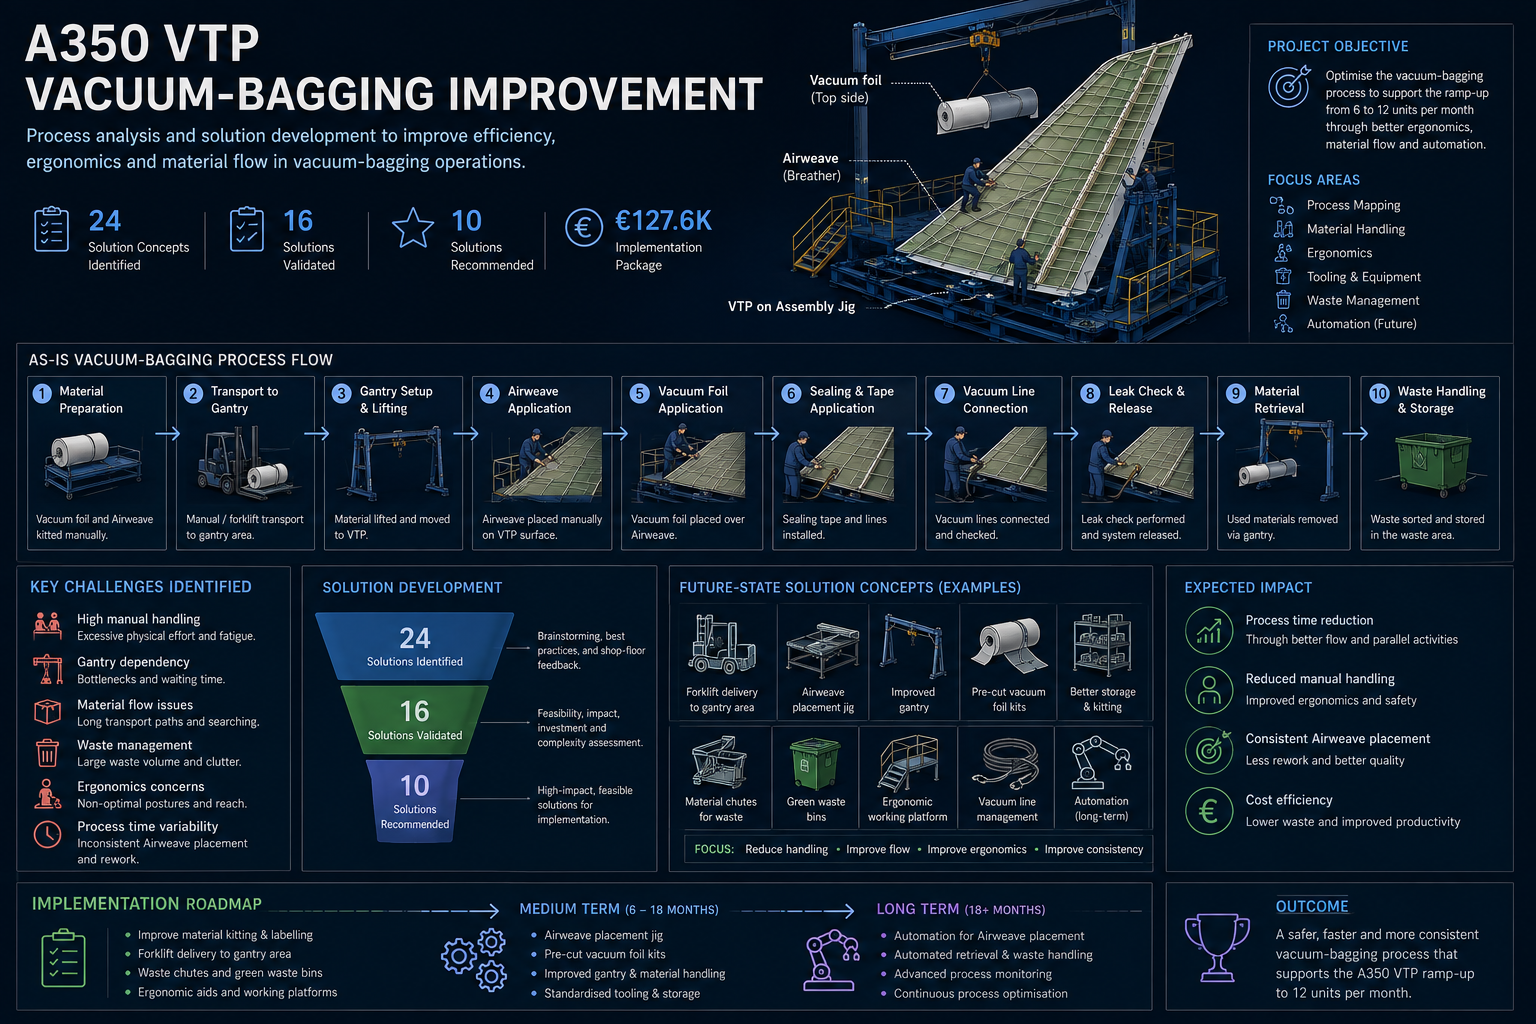 A350 VTP
VACUUM-BAGGING IMPROVEMENT
Process analysis and solution development to improve efficiency,
ergonomics and material flow in vacuum-bagging operations.
24
Solution Concepts
Identified
16
Solutions
Validated
10
Solutions
Recommended
€
€127.6K
Implementation
Package
Vacuum foil
(Top side)
Airweave
(Breather)
VTP on Assembly Jig
PROJECT OBJECTIVE
Optimise the vacuum-bagging
process to support the ramp-up
from 6 to 12 units per month
through better ergonomics,
material flow and automation.
FOCUS AREAS
Process Mapping
Material Handling
Ergonomics
Tooling & Equipment
Waste Management
Automation (Future)
AS-IS VACUUM-BAGGING PROCESS FLOW
1 Material
Preparation
Vacuum foil and Airweave
kitted manually.
2 Transport to
Gantry
Manual / forklift transport
to gantry area.
3 Gantry Setup
& Lifting
Material lifted and moved
to VTP.
4 Airweave
Application
Airweave placed manually
on VTP surface.
5 Vacuum Foil
Application
Vacuum foil placed over
Airweave.
6 Sealing & Tape
Application
Sealing tape and lines
installed.
7 Vacuum Line
Connection
Vacuum lines connected
and checked.
8 Leak Check &
Release
Leak check performed
and system released.
9 Material
Retrieval
Used materials removed
via gantry.
10 Waste Handling
& Storage
Waste sorted and stored
in the waste area.
KEY CHALLENGES IDENTIFIED
High manual handling
Excessive physical effort and fatigue.
Gantry dependency
Bottlenecks and waiting time.
Material flow issues
Long transport paths and searching.
Waste management
Large waste volume and clutter.
Ergonomics concerns
Non-optimal postures and reach.
Process time variability
Inconsistent Airweave placement
and rework.
SOLUTION DEVELOPMENT
24
Solutions Identified
Brainstorming, best
practices, and shop-floor
feedback.
16
Solutions Validated
Feasibility, impact,
investment and
complexity assessment.
10
Solutions
Recommended
High-impact, feasible
solutions for
implementation.
FUTURE-STATE SOLUTION CONCEPTS (EXAMPLES)
Forklift delivery
to gantry area
Airweave
placement jig
Improved
gantry
Pre-cut vacuum
foil kits
Better storage
& kitting
Material chutes
for waste
Green waste
bins
Ergonomic
working platform
Vacuum line
management
Automation
(long-term)
FOCUS: Reduce handling • Improve flow • Improve ergonomics • Improve consistency
EXPECTED IMPACT
Process time reduction
Through better flow and parallel activities
Reduced manual handling
Improved ergonomics and safety
Consistent Airweave placement
Less rework and better quality
€
Cost efficiency
Lower waste and improved productivity
IMPLEMENTATION ROADMAP
• Improve material kitting & labelling
• Forklift delivery to gantry area
• Waste chutes and green waste bins
• Ergonomic aids and working platforms
MEDIUM TERM (6 – 18 MONTHS)
• Airweave placement jig
• Pre-cut vacuum foil kits
• Improved gantry & material handling
• Standardised tooling & storage
LONG TERM (18+ MONTHS)
• Automation for Airweave placement
• Automated retrieval & waste handling
• Advanced process monitoring
• Continuous process optimisation
OUTCOME
A safer, faster and more consistent
vacuum-bagging process that
supports the A350 VTP ramp-up
to 12 units per month.